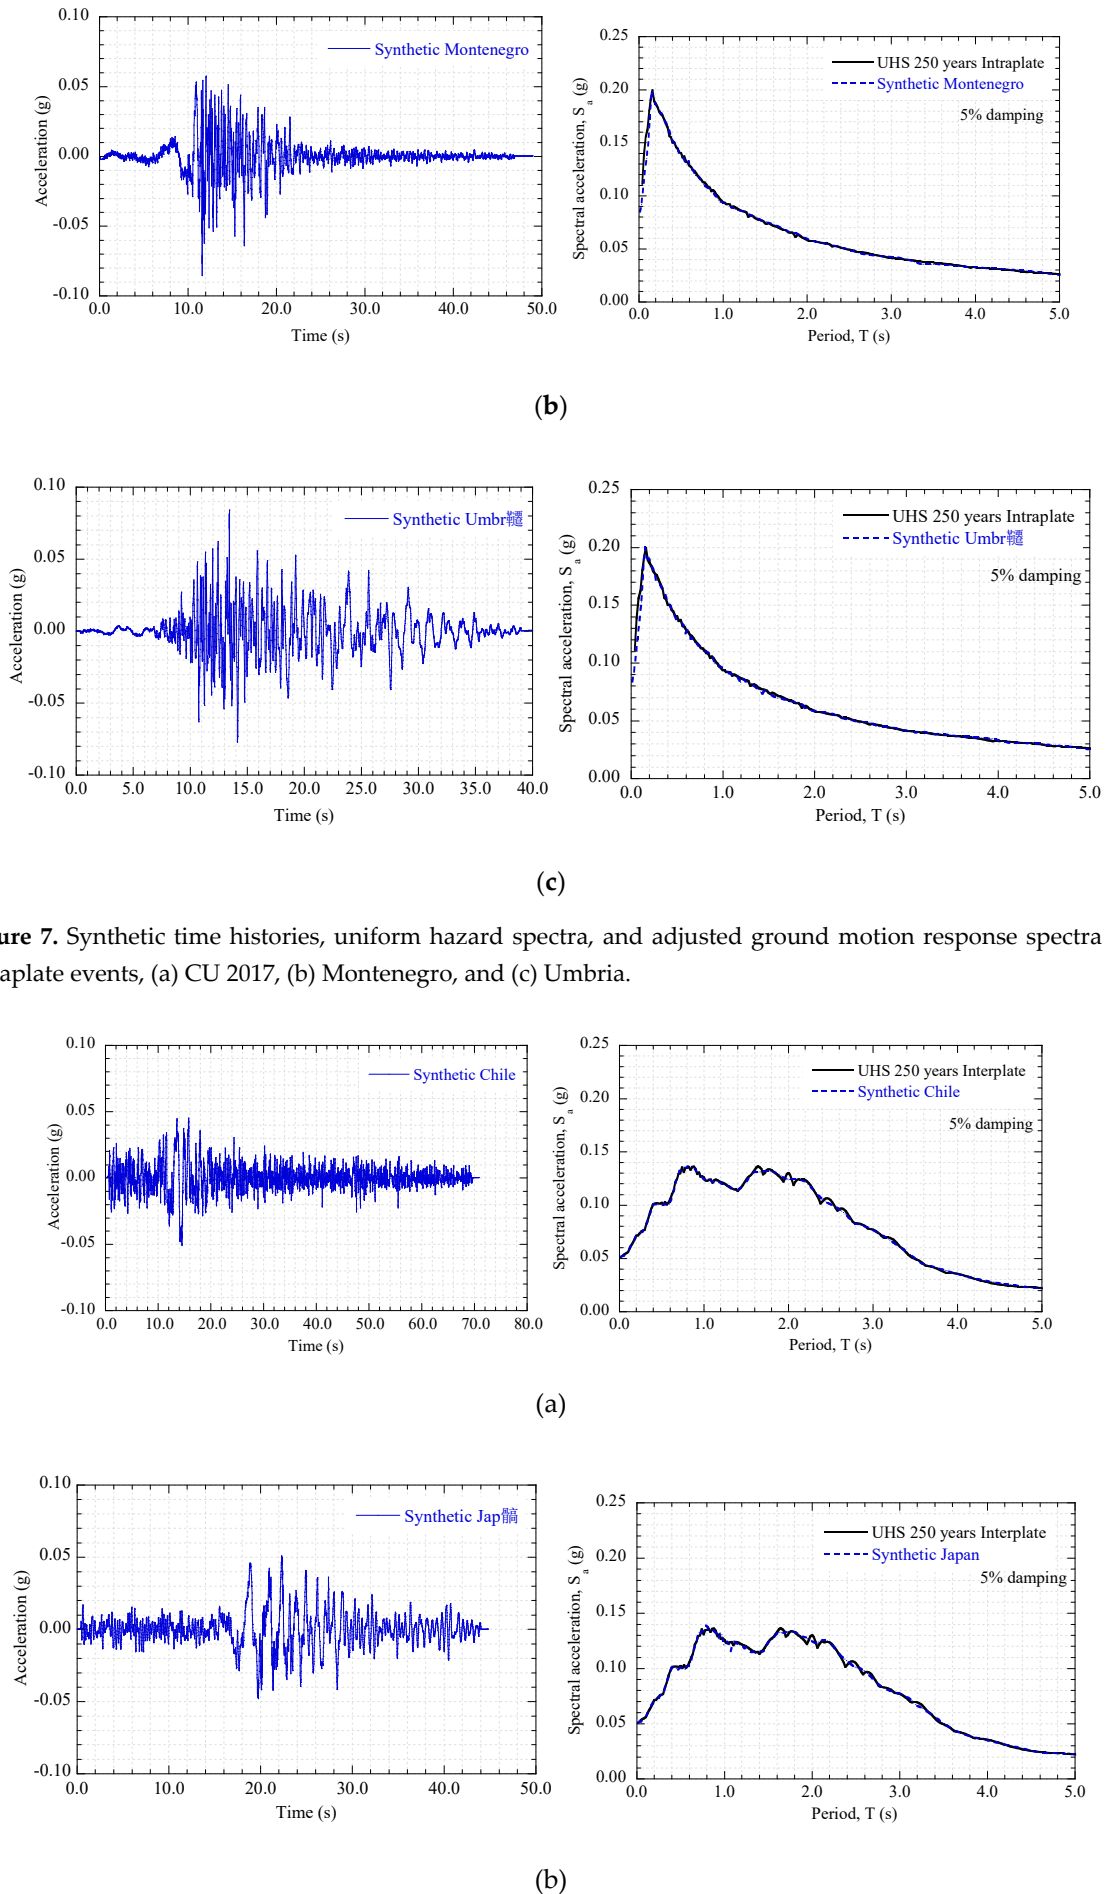 0.10
0.05
0.00
-0.05
-0.10
Acceleration (g)
Synthetic Montenegro
0.0 10.0 20.0 30.0 40.0 50.0
Time (s)
0.25
0.20
0.15
0.10
0.05
0.00
Spectral acceleration, S a (g)
UHS 250 years Intraplate
Synthetic Montenegro
5% damping
0.0 1.0 2.0 3.0 4.0 5.0
Period, T (s)
(b)
0.10
0.05
0.00
-0.05
-0.10
Acceleration (g)
Synthetic Umbr
0.0 5.0 10.0 15.0 20.0 25.0 30.0 35.0 40.0
Time (s)
0.25
0.20
0.15
0.10
0.05
0.00
Spectral acceleration, S a (g)
UHS 250 years Intraplate
Synthetic Umbr
5% damping
0.0 1.0 2.0 3.0 4.0 5.0
Period, T (s)
(c)
ure 7. Synthetic time histories, uniform hazard spectra, and adjusted ground motion response spectra
aplate events, (a) CU 2017, (b) Montenegro, and (c) Umbria.
0.10
0.05
0.00
-0.05
-0.10
Acceleration (g)
Synthetic Chile
0.0 10.0 20.0 30.0 40.0 50.0 60.0 70.0 80.0
Time (s)
0.25
0.20
0.15
0.10
0.05
0.00
Spectral acceleration, S a (g)
UHS 250 years Interplate
Synthetic Chile
5% damping
0.0 1.0 2.0 3.0 4.0 5.0
Period, T (s)
(a)
0.10
0.05
0.00
-0.05
-0.10
Acceleration (g)
Synthetic Jap
0.0 10.0 20.0 30.0 40.0 50.0
Time (s)
0.25
0.20
0.15
0.10
0.05
0.00
Spectral acceleration, S a (g)
UHS 250 years Interplate
Synthetic Japan
5% damping
0.0 1.0 2.0 3.0 4.0 5.0
Period, T (s)
(b)